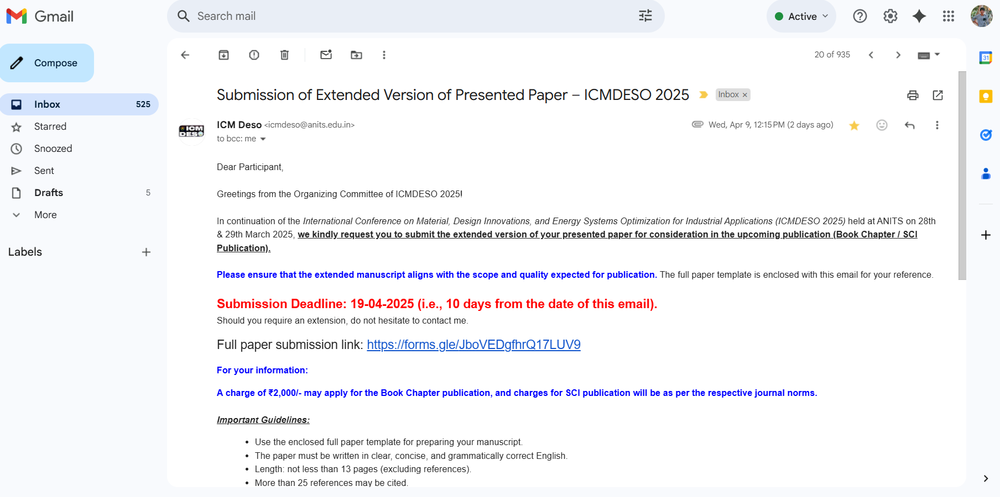 Gmail
Search mail
Active
Compose
20 of 935
Inbox 525
Starred
Snoozed
Sent
Drafts 5
More
Labels
Submission of Extended Version of Presented Paper – ICMDESO 2025
Inbox ×
ICM
DESO
ICM Deso <icmdeso@anits.edu.in>
Wed, Apr 9, 12:15 PM (2 days ago)
to bcc: me
Dear Participant,
Greetings from the Organizing Committee of ICMDESO 2025!
In continuation of the International Conference on Material, Design Innovations, and Energy Systems Optimization for Industrial Applications (ICMDESO 2025) held at ANITS on 28th
& 29th March 2025, we kindly request you to submit the extended version of your presented paper for consideration in the upcoming publication (Book Chapter / SCI
Publication).
Please ensure that the extended manuscript aligns with the scope and quality expected for publication. The full paper template is enclosed with this email for your reference.
Submission Deadline: 19-04-2025 (i.e., 10 days from the date of this email).
Should you require an extension, do not hesitate to contact me.
Full paper submission link: https://forms.gle/JboVEDgfhrQ17LUV9
For your information:
A charge of ₹2,000/- may apply for the Book Chapter publication, and charges for SCI publication will be as per the respective journal norms.
Important Guidelines:
• Use the enclosed full paper template for preparing your manuscript.
• The paper must be written in clear, concise, and grammatically correct English.
• Length: not less than 13 pages (excluding references).
• More than 25 references may be cited.
31